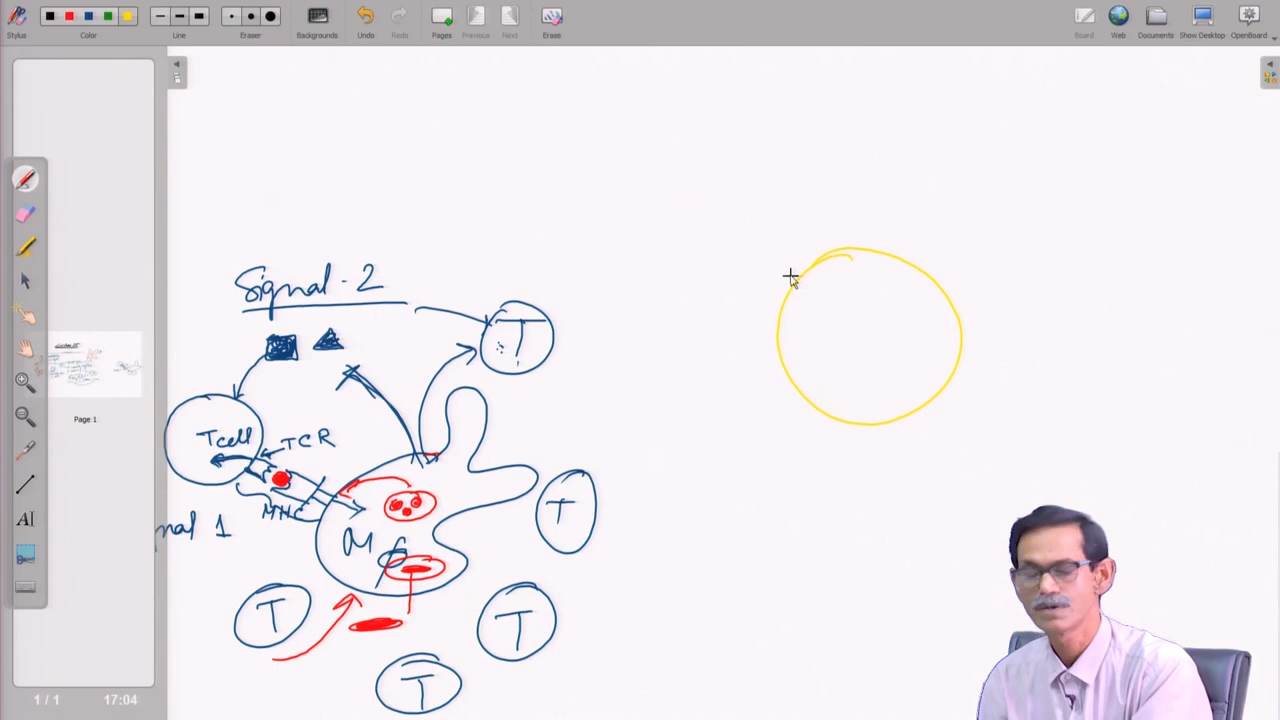 Stylus Color Line Eraser Backgrounds Undo Redo Pages Previous Next Erase Board Web Documents Show Desktop OpenBoard
Signal-2
T
Tcell
TCR
MHC
nal 1
T
Mφ
T
T
T
Page 1
1 / 1
17:04
AI